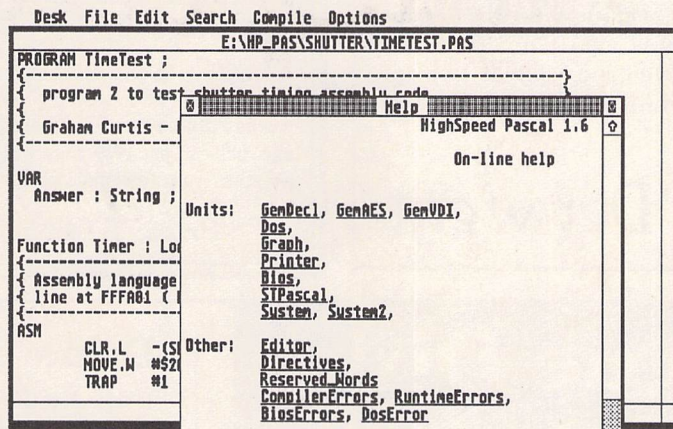 Desk File Edit Search Compile Options
E:\HP_PAS\SHUTTER\TIMETEST.PAS
PROGRAM TimeTest ;
{---------------------------------------------------------------}
{ program 2 to test shutter timing assembly code }
{
{ Graham Curtis -
{---------------------
VAR
Answer : String ;
Function Timer :
{---------------------
{ Assembly language
{ line at FFFA01 (
{---------------------
ASM
CLR.L
MOVE.W
TRAP #1
Help
HighSpeed Pascal 1.6
On-line help
Units: GemDecl, GemAES, GemVDI,
Dos,
Graph,
Printer,
Bios,
STPascal,
System, System2,
Other: Editor,
Directives,
Reserved_Words
CompilerErrors, RuntimeErrors,
BiosErrors, DosError